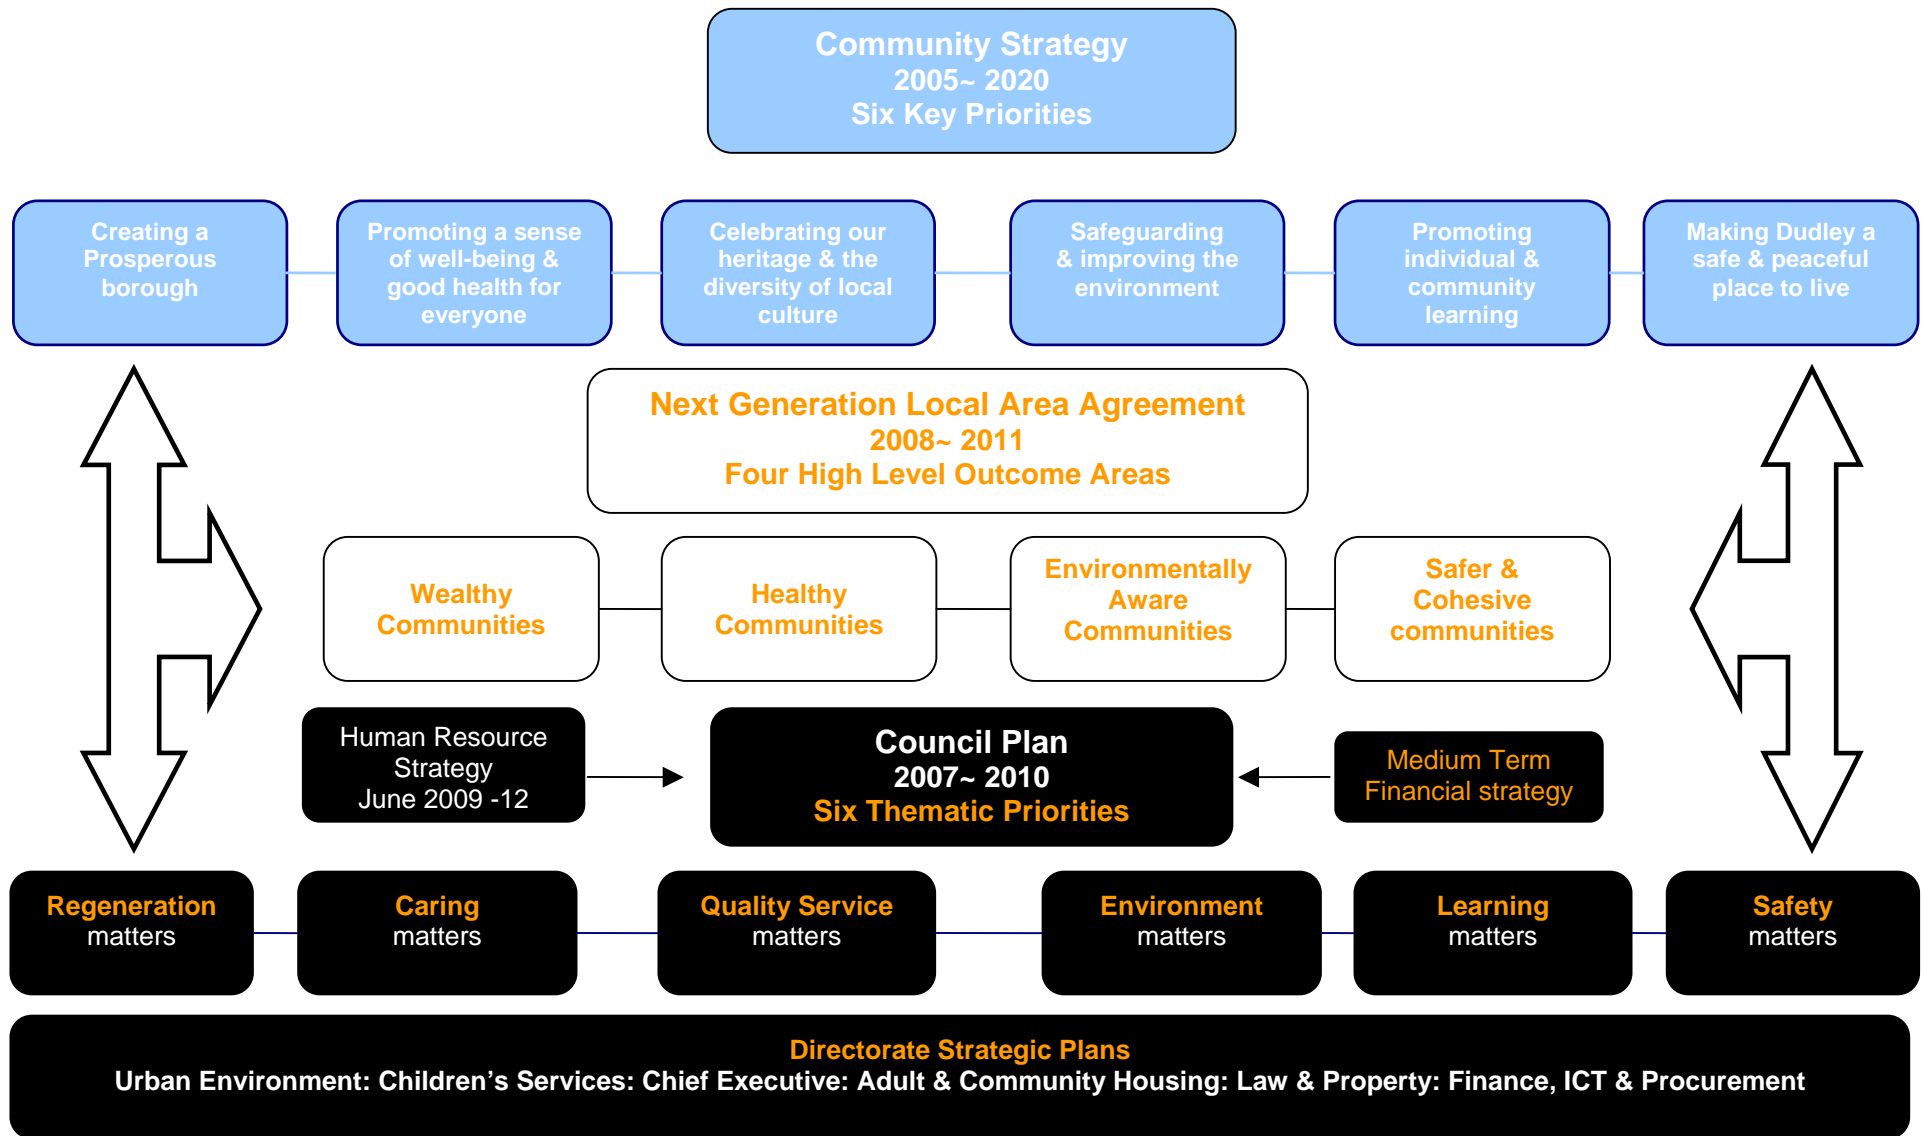 Community Strategy
2005~ 2020
Six Key Priorities
Creating a
Prosperous
borough
Promoting a sense
of well-being &
good health for
everyone
Celebrating our
heritage & the
diversity of local
culture
Safeguarding
& improving the
environment
Promoting
individual &
community
learning
Making Dudley a
safe & peaceful
place to live
Next Generation Local Area Agreement
2008~ 2011
Four High Level Outcome Areas
Wealthy
Communities
Healthy
Communities
Environmentally
Aware
Communities
Safer &
Cohesive
communities
Human Resource
Strategy
June 2009 -12
Council Plan
2007~ 2010
Six Thematic Priorities
Medium Term
Financial strategy
Regeneration
matters
Caring
matters
Quality Service
matters
Environment
matters
Learning
matters
Safety
matters
Directorate Strategic Plans
Urban Environment: Children’s Services: Chief Executive: Adult & Community Housing: Law & Property: Finance, ICT & Procurement